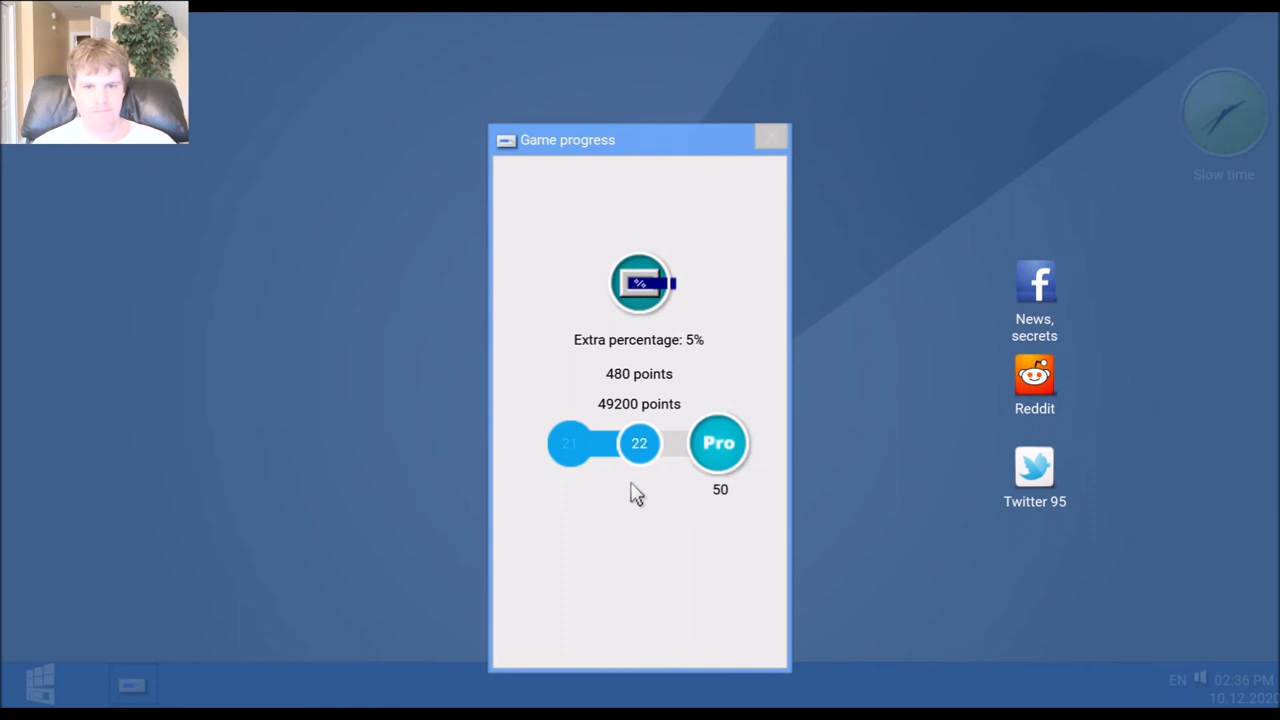 Game progress
Slow time
Extra percentage: 5%
480 points
49200 points
21
22
Pro
50
News,
secrets
Reddit
Twitter 95
EN
02:36 PM